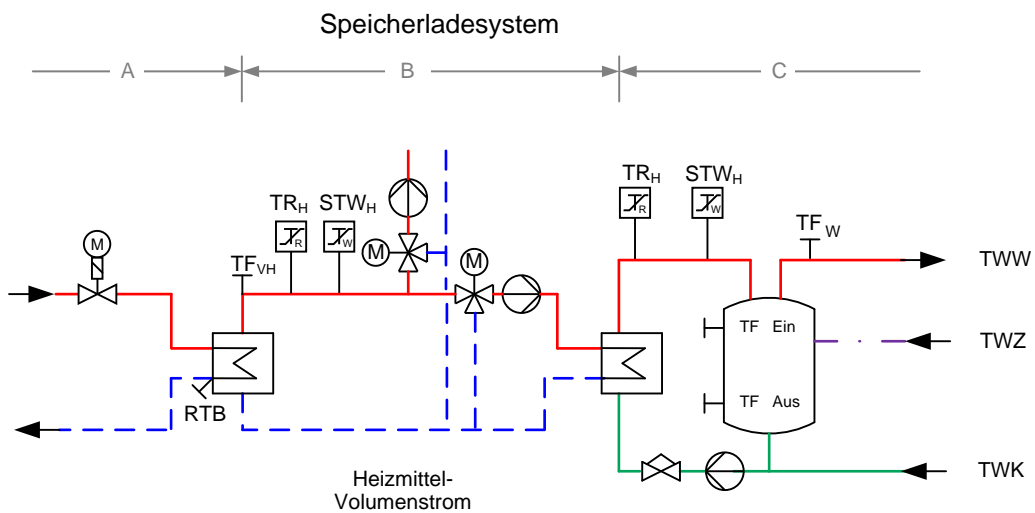 Speicherladesystem
A B C
TRH STWH
TRH STWH
R W
R W
M
M
M
TFVH
TFW
TWW
TF Ein
TWZ
RTB
TF Aus
TWK
Heizmittel-
Volumenstrom